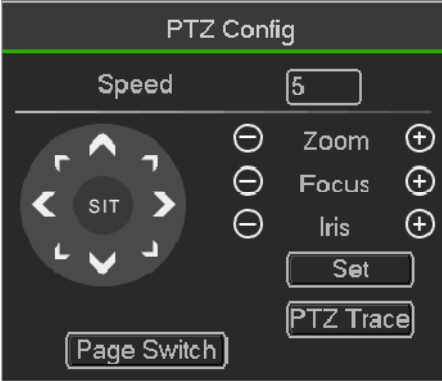 PTZ Config
Speed 5
Zoom
SIT
Focus
Iris
Set
PTZ Trace
Page Switch